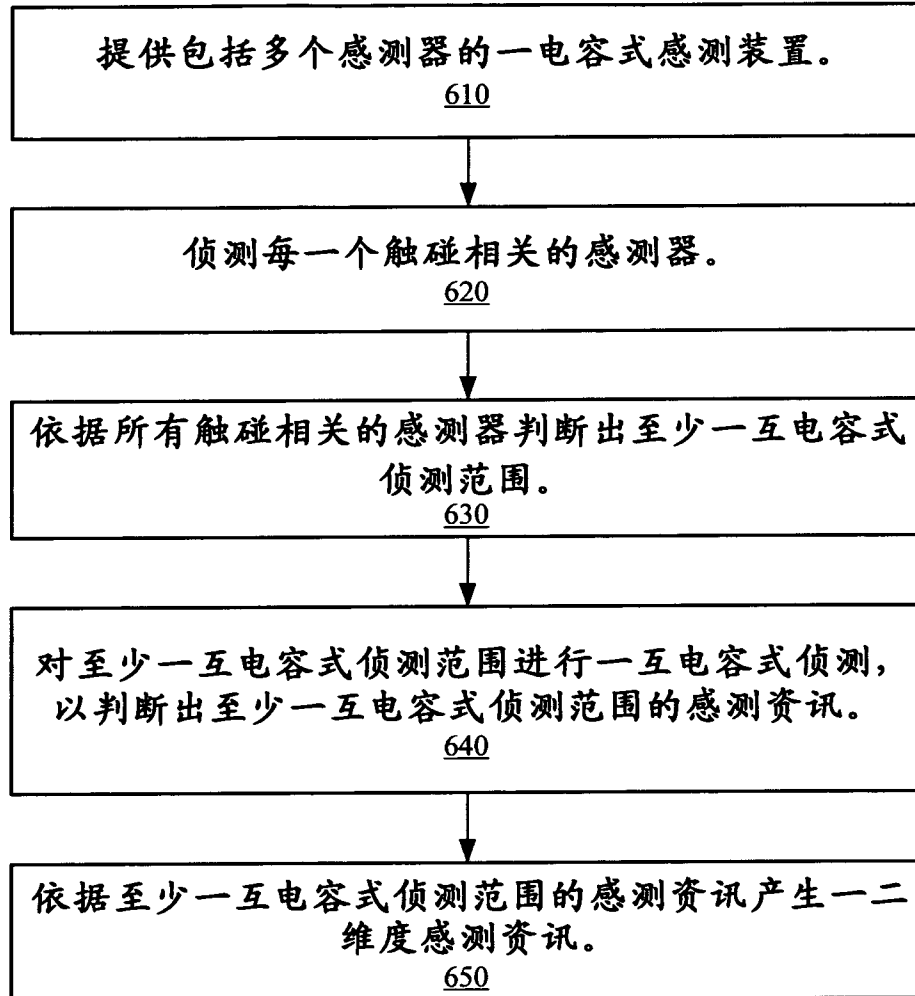 提供包括多个感测器的一电容式感测装置。
610
侦测每一个触碰相关的感测器。
620
依据所有触碰相关的感测器判断出至少一互电容式
侦测范围。
630
对至少一互电容式侦测范围进行一互电容式侦测,
以判断出至少一互电容式侦测范围的感测资讯。
640
依据至少一互电容式侦测范围的感测资讯产生一二
维度感测资讯。
650